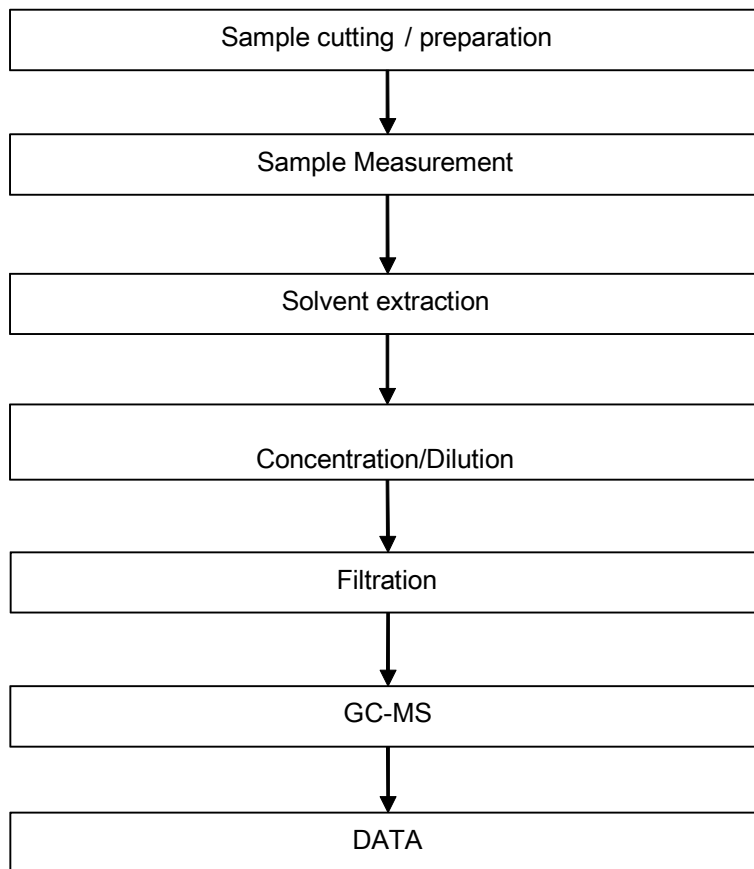 Sample cutting / preparation
Sample Measurement
Solvent extraction
Concentration/Dilution
Filtration
GC-MS
DATA